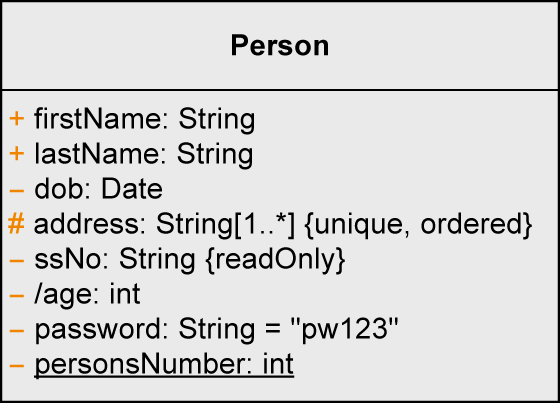 Person
+ firstName: String
+ lastName: String
– dob: Date
# address: String[1..*] {unique, ordered}
– ssNo: String {readOnly}
– /age: int
– password: String = "pw123"
– personsNumber: int